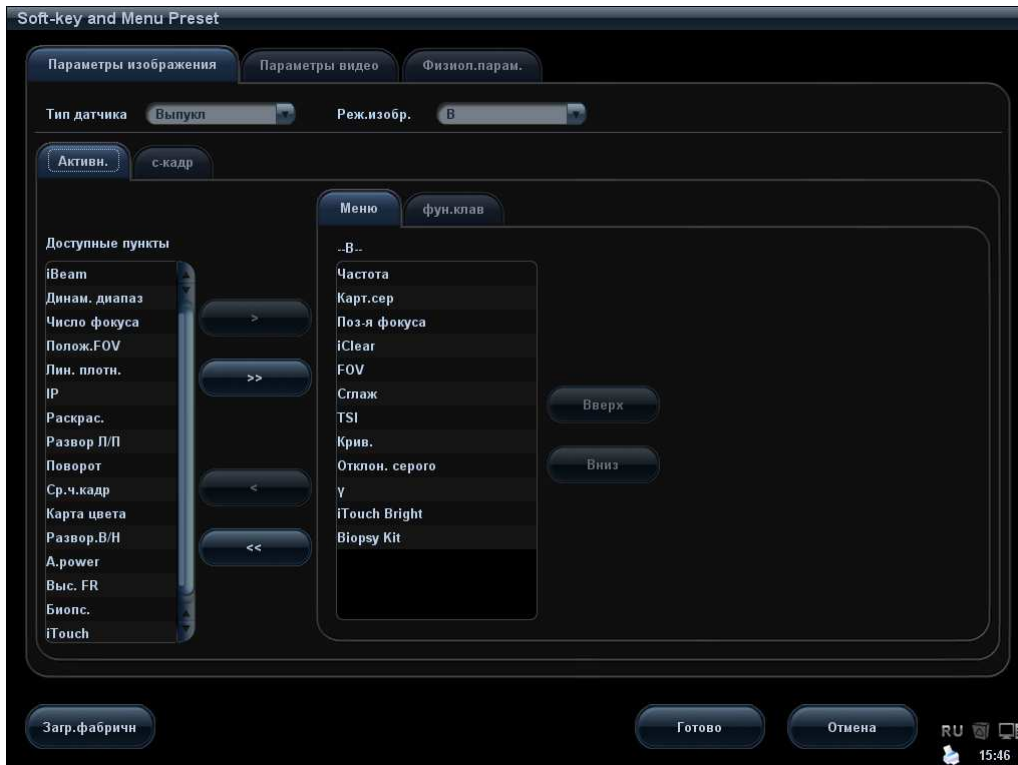 Soft-key and Menu Preset
Параметры изображения
Параметры видео
Физиол.парам.
Тип датчика
Выпукл
Реж.изобр.
B
Активн.
с-кадр
Меню
фун.клав
Доступные пункты
--B--
iBeam
Динам. диапаз
Число фокуса
Полож.FOV
Лин. плотн.
IP
Раскрас.
Развор Л/П
Поворот
Ср.ч.кадр
Карта цвета
Развор.В/Н
A.power
Выс. FR
Биопс.
iTouch
>
>>
<
<<
Частота
Карт.сер
Поз-я фокуса
iClear
FOV
Сглаж
TSI
Крив.
Отклон. серого
γ
iTouch Bright
Biopsy Kit
Вверх
Вниз
Загр.фабричн
Готово
Отмена
RU
15:46